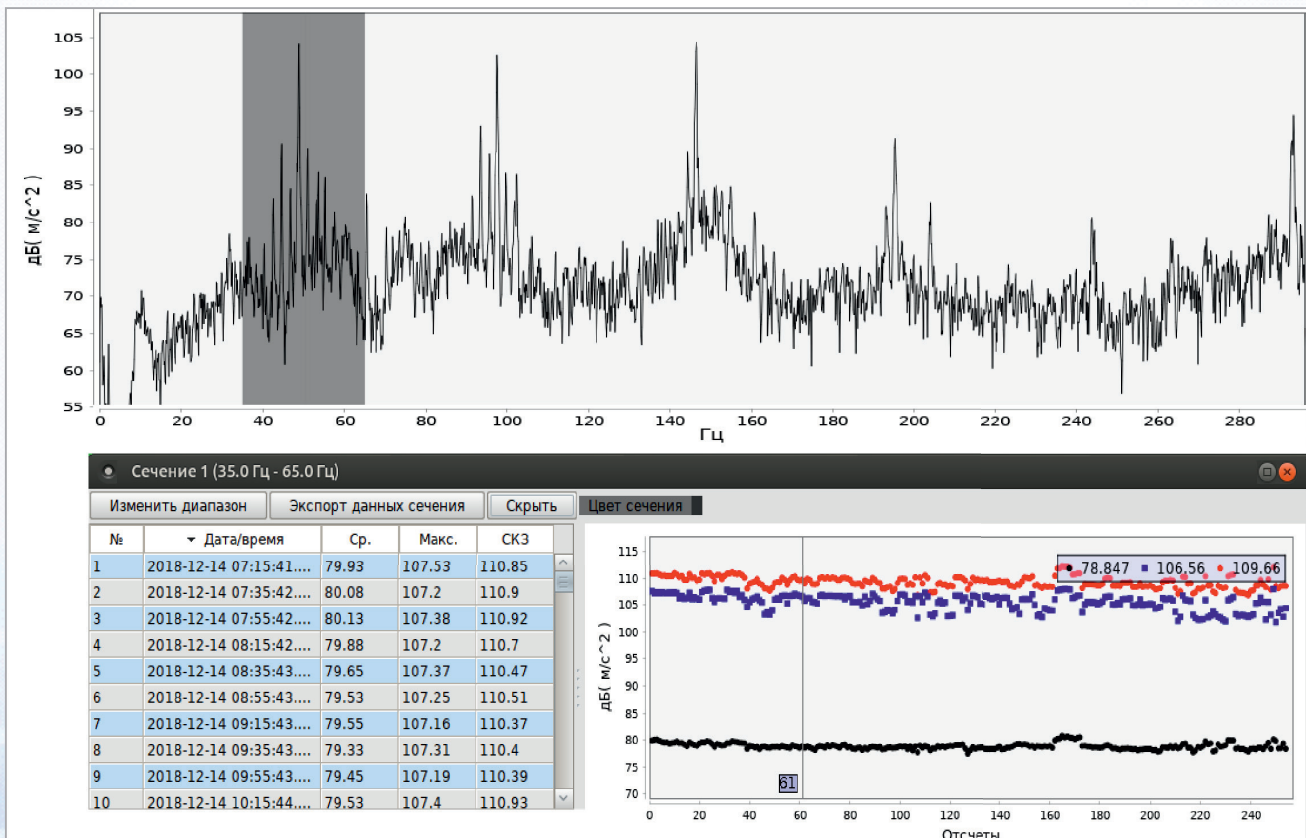 105
100
95
90
85
80
75
70
65
60
55
дБ( м/с^2 )
0 20 40 60 80 100 120 140 160 180 200 220 240 260 280
Гц
Сечение 1 (35.0 Гц - 65.0 Гц)
Изменить диапазон Экспорт данных сечения Скрыть Цвет сечения
№ Дата/время Ср. Макс. СКЗ
1 2018-12-14 07:15:41.... 79.93 107.53 110.85
2 2018-12-14 07:35:42.... 80.08 107.2 110.9
3 2018-12-14 07:55:42.... 80.13 107.38 110.92
4 2018-12-14 08:15:42.... 79.88 107.2 110.7
5 2018-12-14 08:35:43.... 79.65 107.37 110.47
6 2018-12-14 08:55:43.... 79.53 107.25 110.51
7 2018-12-14 09:15:43.... 79.55 107.16 110.37
8 2018-12-14 09:35:43.... 79.33 107.31 110.4
9 2018-12-14 09:55:43.... 79.45 107.19 110.39
10 2018-12-14 10:15:44.... 79.53 107.4 110.93
78.847 106,56 109.66
115
110
105
100
95
90
85
80
75
70
дБ( м/с^2 )
61
0 20 40 60 80 100 120 140 160 180 200 220 240
Отсчеты